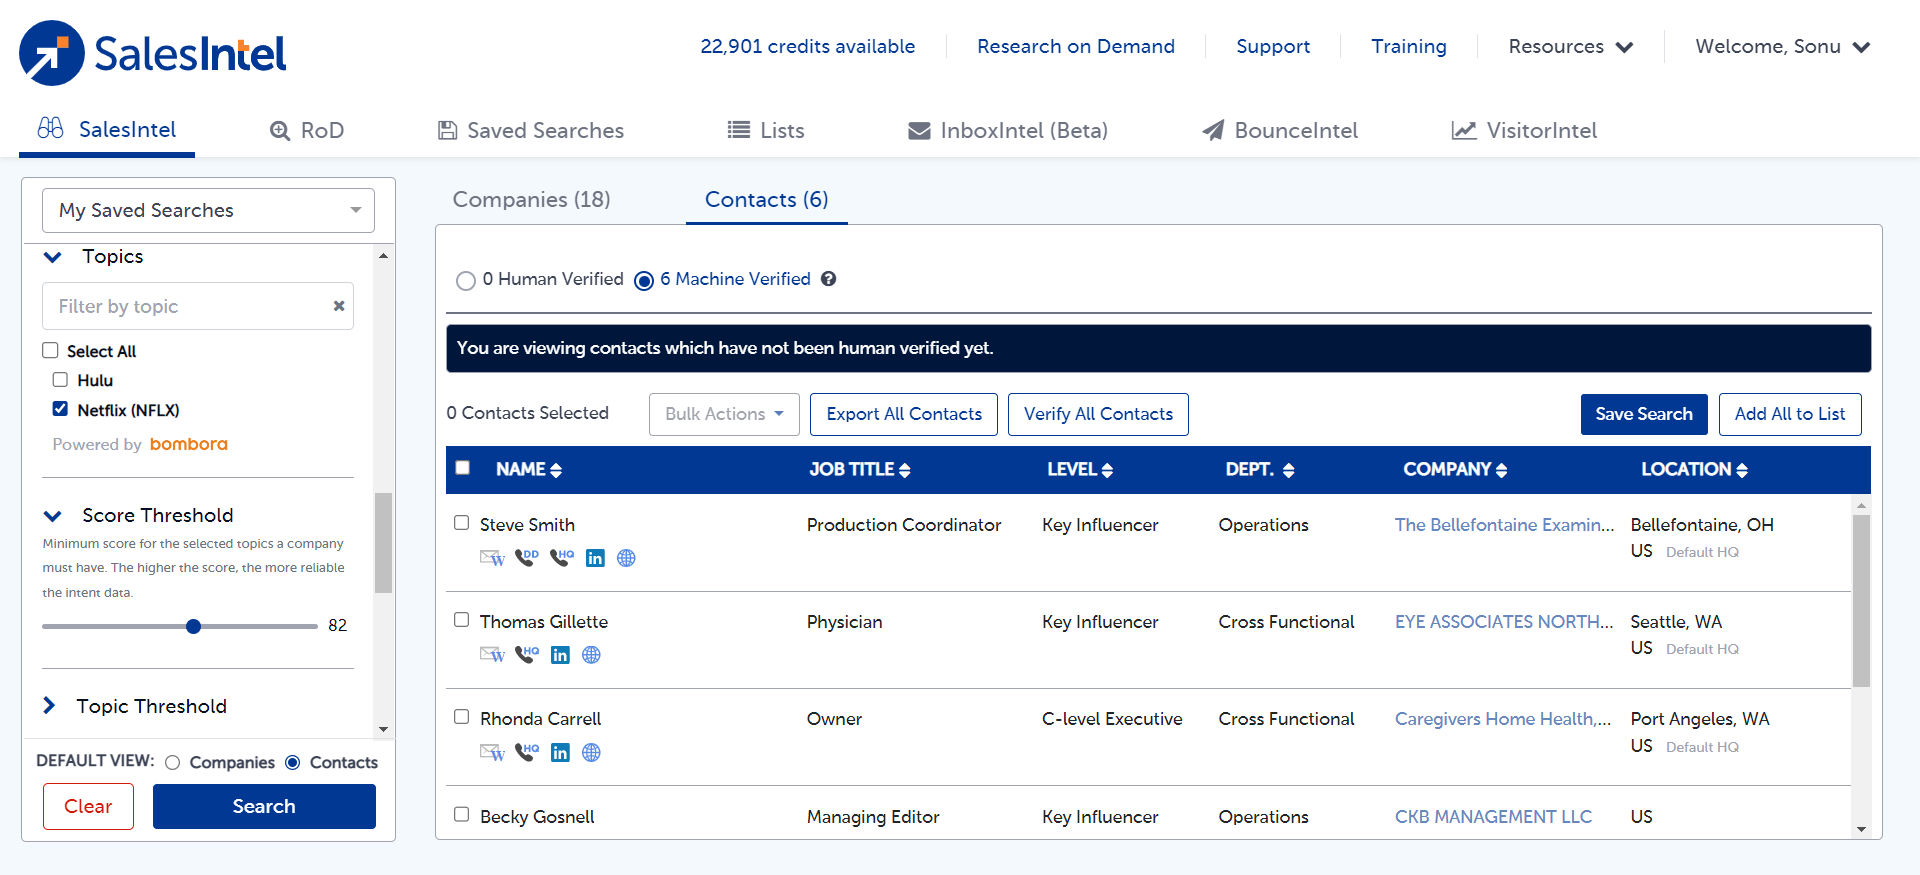 SalesIntel
22,901 credits available
Research on Demand
Support
Training
Resources
Welcome, Sonu
SalesIntel
RoD
Saved Searches
Lists
InboxIntel (Beta)
BounceIntel
VisitorIntel
My Saved Searches
Topics
Filter by topic
Select All
Hulu
Netflix (NFLX)
Powered by bombora
Score Threshold
Minimum score for the selected topics a company
must have. The higher the score, the more reliable
the intent data.
82
Topic Threshold
DEFAULT VIEW: Companies Contacts
Clear
Search
Companies (18)
Contacts (6)
0 Human Verified 6 Machine Verified ?
You are viewing contacts which have not been human verified yet.
0 Contacts Selected
Bulk Actions
Export All Contacts
Verify All Contacts
Save Search
Add All to List
NAME JOB TITLE LEVEL DEPT. COMPANY LOCATION
Steve Smith Production Coordinator Key Influencer Operations The Bellefontaine Examin... Bellefontaine, OH
W DD HQ in US Default HQ
Thomas Gillette Physician Key Influencer Cross Functional EYE ASSOCIATES NORTH... Seattle, WA
W HQ in US Default HQ
Rhonda Carrell Owner C-level Executive Cross Functional Caregivers Home Health,... Port Angeles, WA
W HQ in US Default HQ
Becky Gosnell Managing Editor Key Influencer Operations CKB MANAGEMENT LLC US